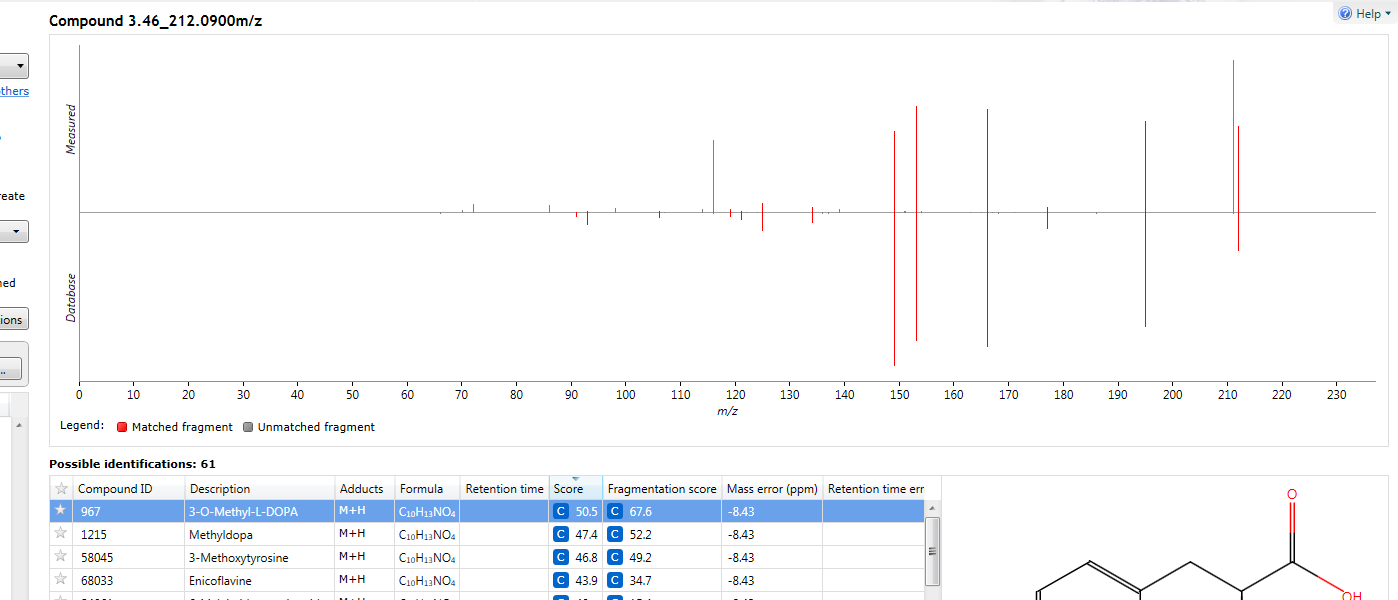 Compound 3.46_212.0900m/z
Help
thers
reate
ned
ions
...
Measured
Database
0 10 20 30 40 50 60 70 80 90 100 110 120 130 140 150 160 170 180 190 200 210 220 230
m/z
Legend: Matched fragment Unmatched fragment
Possible identifications: 61
Compound ID Description Adducts Formula Retention time Score Fragmentation score Mass error (ppm) Retention time err
967 3-O-Methyl-L-DOPA M+H C₁₀H₁₃NO₄ C 50.5 C 67.6 -8.43
1215 Methyldopa M+H C₁₀H₁₃NO₄ C 47.4 C 52.2 -8.43
58045 3-Methoxytyrosine M+H C₁₀H₁₃NO₄ C 46.8 C 49.2 -8.43
68033 Enicoflavine M+H C₁₀H₁₃NO₄ C 43.9 C 34.7 -8.43
O
OH